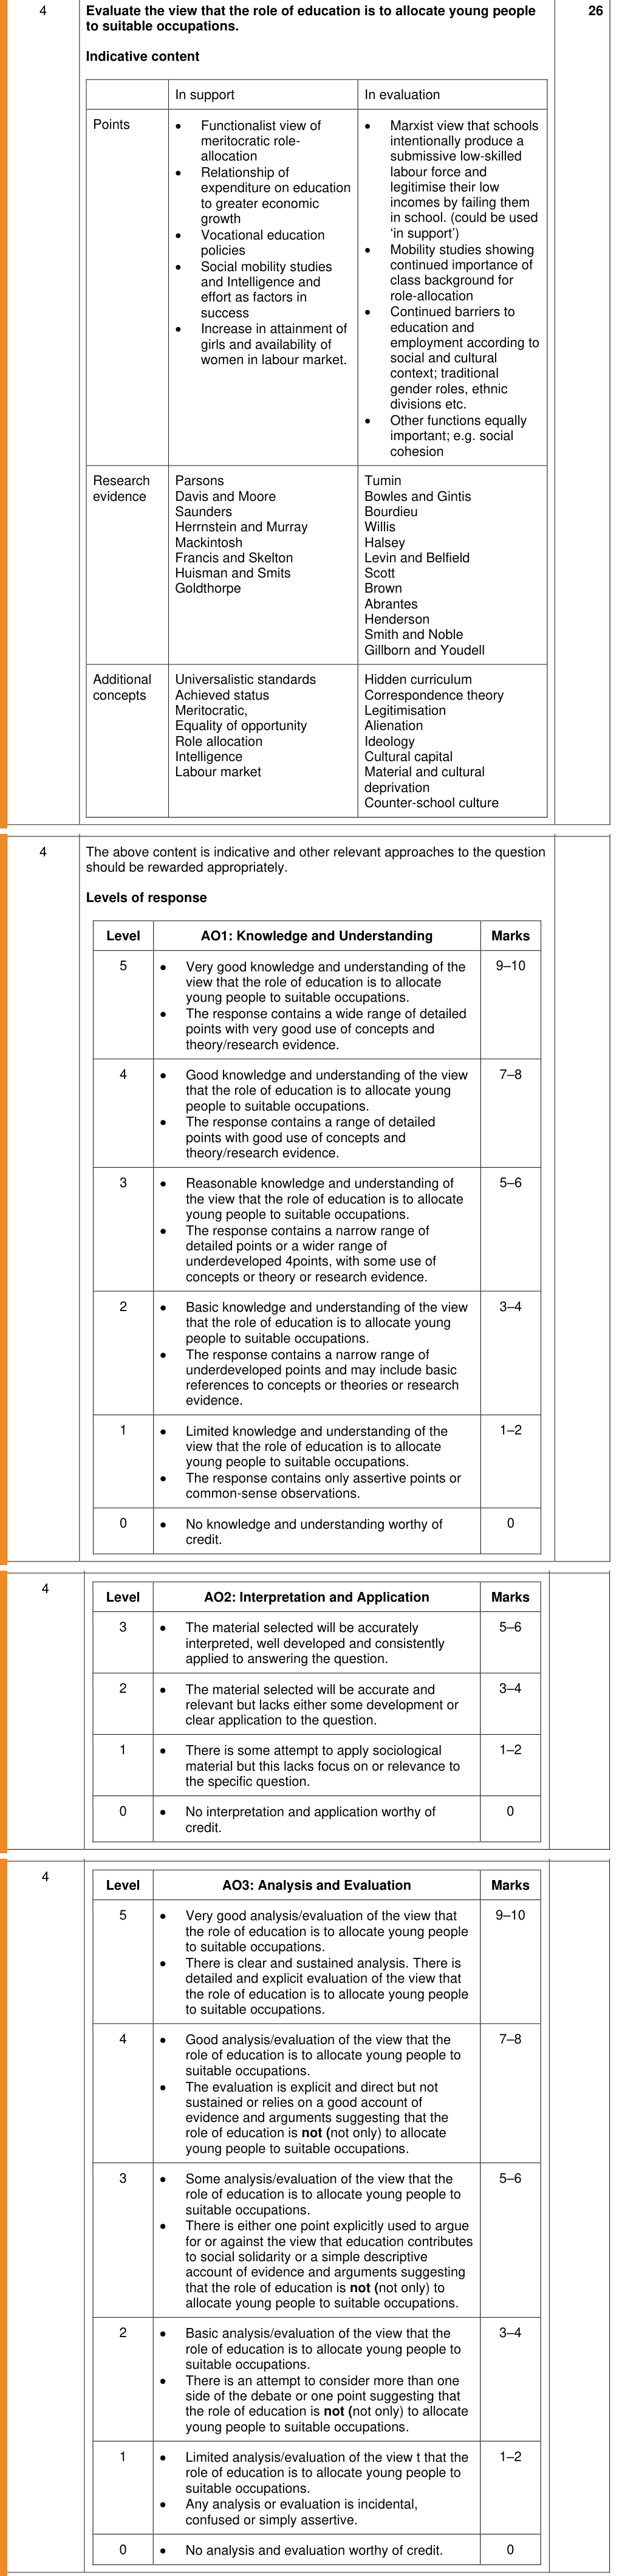 4
Evaluate the view that the role of education is to allocate young people
to suitable occupations.
26
Indicative content
In support
In evaluation
Points
• Functionalist view of
meritocratic role-
allocation
• Relationship of
expenditure on education
to greater economic
growth
• Vocational education
policies
• Social mobility studies
and Intelligence and
effort as factors in
success
• Increase in attainment of
girls and availability of
women in labour market.
• Marxist view that schools
intentionally produce a
submissive low-skilled
labour force and
legitimise their low
incomes by failing them
in school. (could be used
‘in support’)
• Mobility studies showing
continued importance of
class background for
role-allocation
• Continued barriers to
education and
employment according to
social and cultural
context; traditional
gender roles, ethnic
divisions etc.
• Other functions equally
important; e.g. social
cohesion
Research
evidence
Parsons
Davis and Moore
Saunders
Herrnstein and Murray
Mackintosh
Francis and Skelton
Huisman and Smits
Goldthorpe
Tumin
Bowles and Gintis
Bourdieu
Willis
Halsey
Levin and Belfield
Scott
Brown
Abrantes
Henderson
Smith and Noble
Gillborn and Youdell
Additional
concepts
Universalistic standards
Achieved status
Meritocratic,
Equality of opportunity
Role allocation
Intelligence
Labour market
Hidden curriculum
Correspondence theory
Legitimisation
Alienation
Ideology
Cultural capital
Material and cultural
deprivation
Counter-school culture
4
The above content is indicative and other relevant approaches to the question
should be rewarded appropriately.
Levels of response
Level
AO1: Knowledge and Understanding
Marks
5
• Very good knowledge and understanding of the
view that the role of education is to allocate
young people to suitable occupations.
• The response contains a wide range of detailed
points with very good use of concepts and
theory/research evidence.
9–10
4
• Good knowledge and understanding of the view
that the role of education is to allocate young
people to suitable occupations.
• The response contains a range of detailed
points with good use of concepts and
theory/research evidence.
7–8
3
• Reasonable knowledge and understanding of
the view that the role of education is to allocate
young people to suitable occupations.
• The response contains a narrow range of
detailed points or a wider range of
underdeveloped 4points, with some use of
concepts or theory or research evidence.
5–6
2
• Basic knowledge and understanding of the view
that the role of education is to allocate young
people to suitable occupations.
• The response contains a narrow range of
underdeveloped points and may include basic
references to concepts or theories or research
evidence.
3–4
1
• Limited knowledge and understanding of the
view that the role of education is to allocate
young people to suitable occupations.
• The response contains only assertive points or
common-sense observations.
1–2
0
• No knowledge and understanding worthy of
credit.
0
4
Level
AO2: Interpretation and Application
Marks
3
• The material selected will be accurately
interpreted, well developed and consistently
applied to answering the question.
5–6
2
• The material selected will be accurate and
relevant but lacks either some development or
clear application to the question.
3–4
1
• There is some attempt to apply sociological
material but this lacks focus on or relevance to
the specific question.
1–2
0
• No interpretation and application worthy of
credit.
0
4
Level
AO3: Analysis and Evaluation
Marks
5
• Very good analysis/evaluation of the view that
the role of education is to allocate young people
to suitable occupations.
• There is clear and sustained analysis. There is
detailed and explicit evaluation of the view that
the role of education is to allocate young people
to suitable occupations.
9–10
4
• Good analysis/evaluation of the view that the
role of education is to allocate young people to
suitable occupations.
• The evaluation is explicit and direct but not
sustained or relies on a good account of
evidence and arguments suggesting that the
role of education is not (not only) to allocate
young people to suitable occupations.
7–8
3
• Some analysis/evaluation of the view that the
role of education is to allocate young people to
suitable occupations.
• There is either one point explicitly used to argue
for or against the view that education contributes
to social solidarity or a simple descriptive
account of evidence and arguments suggesting
that the role of education is not (not only) to
allocate young people to suitable occupations.
5–6
2
• Basic analysis/evaluation of the view that the
role of education is to allocate young people to
suitable occupations.
• There is an attempt to consider more than one
side of the debate or one point suggesting that
the role of education is not (not only) to allocate
young people to suitable occupations.
3–4
1
• Limited analysis/evaluation of the view t that the
role of education is to allocate young people to
suitable occupations.
• Any analysis or evaluation is incidental,
confused or simply assertive.
1–2
0
• No analysis and evaluation worthy of credit.
0